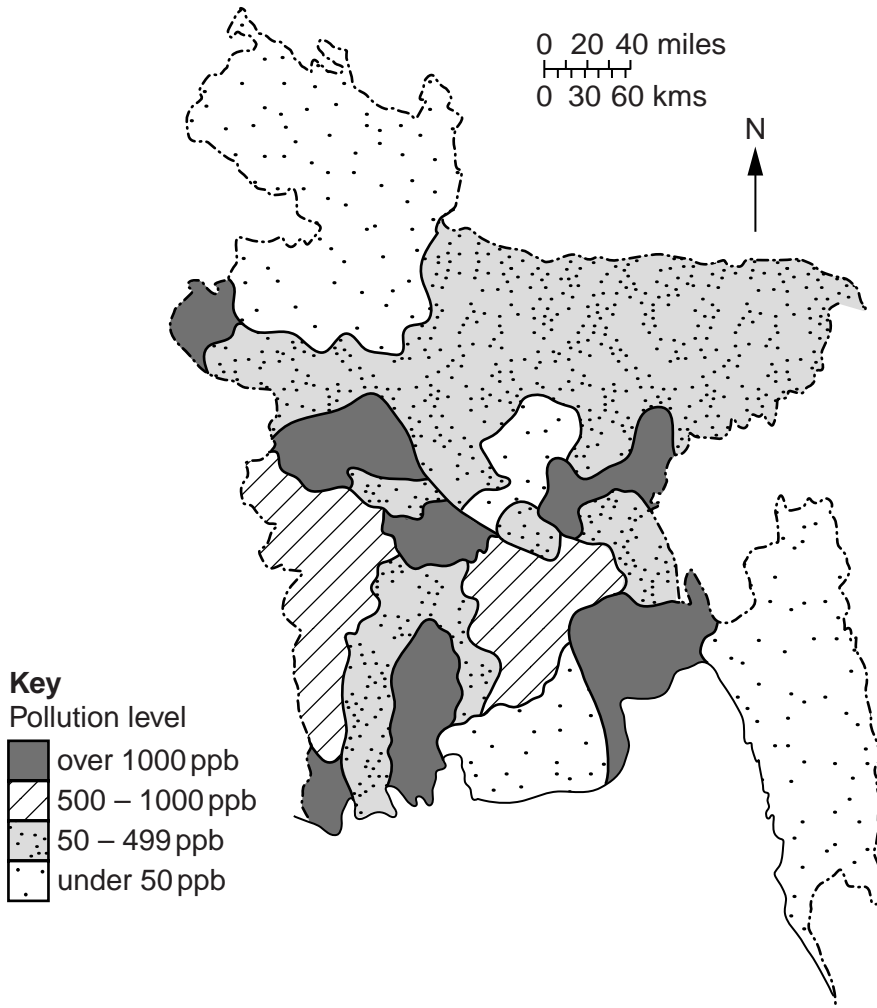 0 20 40 miles
0 30 60 kms
N
Key
Pollution level
over 1000 ppb
500 – 1000 ppb
50 – 499 ppb
under 50 ppb